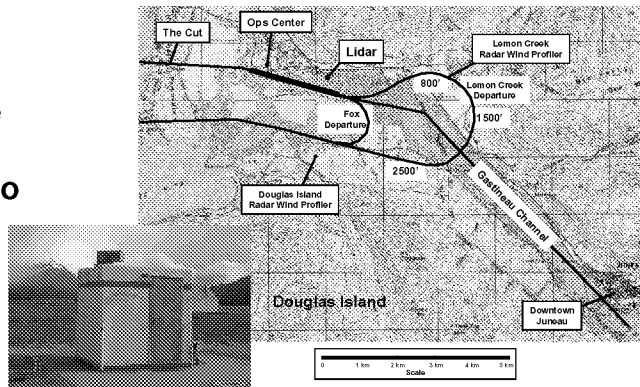 The Cut
Ops Center
Lidar
Lemon Creek
Radar Wind Profiler
800'
Lemon Creek
Departure
1500'
Fox
Departure
2500'
Douglas Island
Radar Wind Profiler
Gastineau Channel
Douglas Island
Downtown
Juneau
0 1 km 2 km 3 km 4 km 5 km
Scale
o